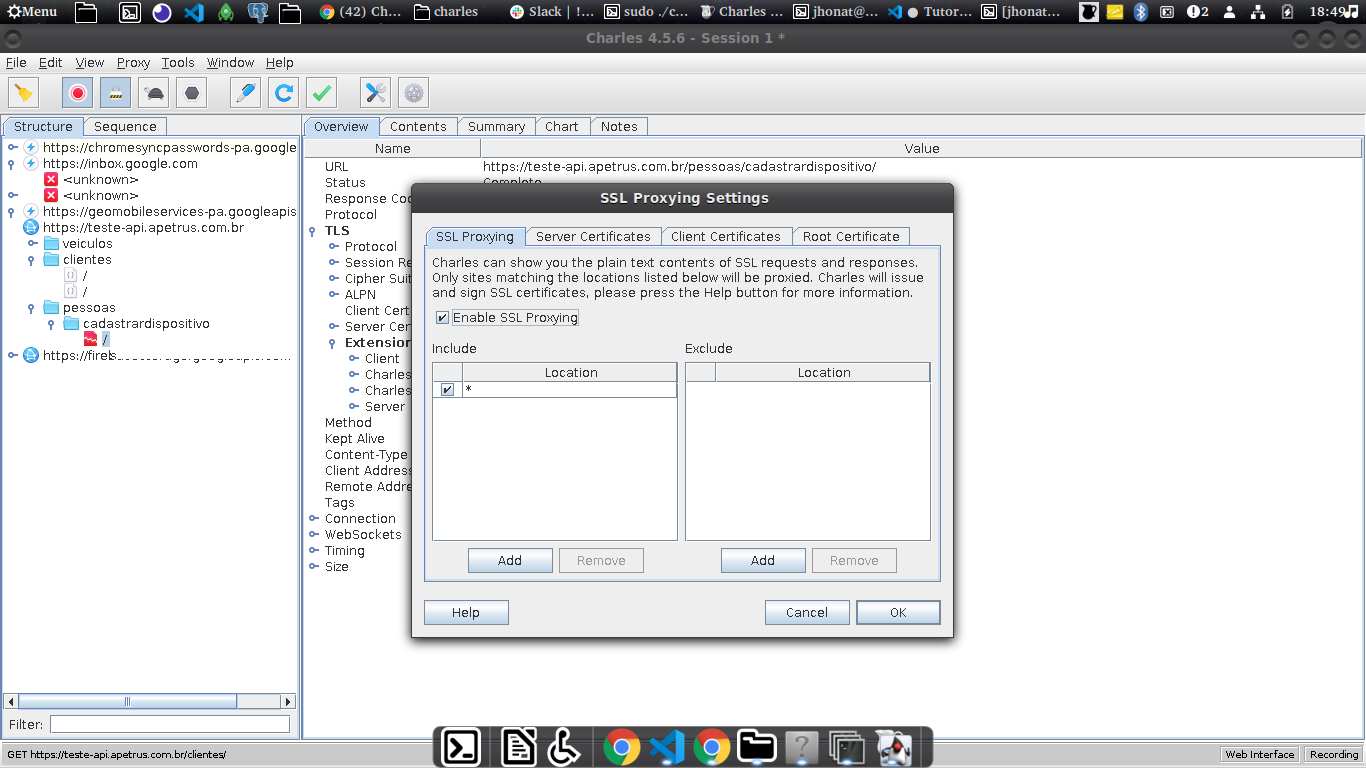 Menu
(42) Ch...
charles
Slack | !...
sudo ./c...
Charles ...
jhonat@...
● Tutor...
[jhonat...
2
18:49
Charles 4.5.6 - Session 1 *
File Edit View Proxy Tools Window Help
Structure Sequence
Overview Contents Summary Chart Notes
https://chromesyncpasswords-pa.google
https://inbox.google.com
<unknown>
<unknown>
https://geomobileservices-pa.googleapis
https://teste-api.apetrus.com.br
veiculos
clientes
/
/
pessoas
cadastrardispositivo
/
https://fireb
Filter:
Name Value
URL https://teste-api.apetrus.com.br/pessoas/cadastrardispositivo/
Status Complete
Response Co
Protocol
TLS
Protocol
Session Re
Cipher Suit
ALPN
Client Cert
Server Cer
Extension
Client
Charles
Charles
Server
Method
Kept Alive
Content-Type
Client Address
Remote Addre
Tags
Connection
WebSockets
Timing
Size
SSL Proxying Settings
SSL Proxying Server Certificates Client Certificates Root Certificate
Charles can show you the plain text contents of SSL requests and responses.
Only sites matching the locations listed below will be proxied. Charles will issue
and sign SSL certificates, please press the Help button for more information.
Enable SSL Proxying
Include Exclude
Location Location
*
Add Remove Add Remove
Help Cancel OK
GET https://teste-api.apetrus.com.br/clientes/
Web Interface Recording